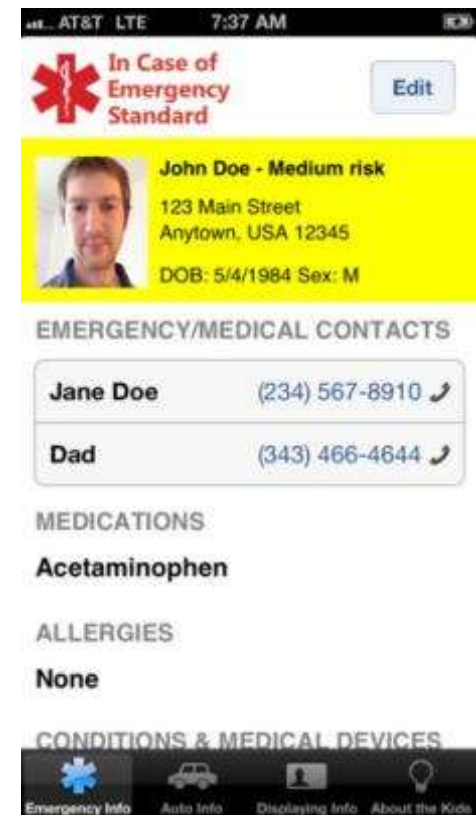 AT&T LTE 7:37 AM
In Case of
Emergency
Standard
Edit
John Doe - Medium risk
123 Main Street
Anytown, USA 12345
DOB: 5/4/1984 Sex: M
EMERGENCY/MEDICAL CONTACTS
Jane Doe (234) 567-8910
Dad (343) 466-4644
MEDICATIONS
Acetaminophen
ALLERGIES
None
CONDITIONS & MEDICAL DEVICES
Emergency Info Auto Info Displaying Info About the Kids